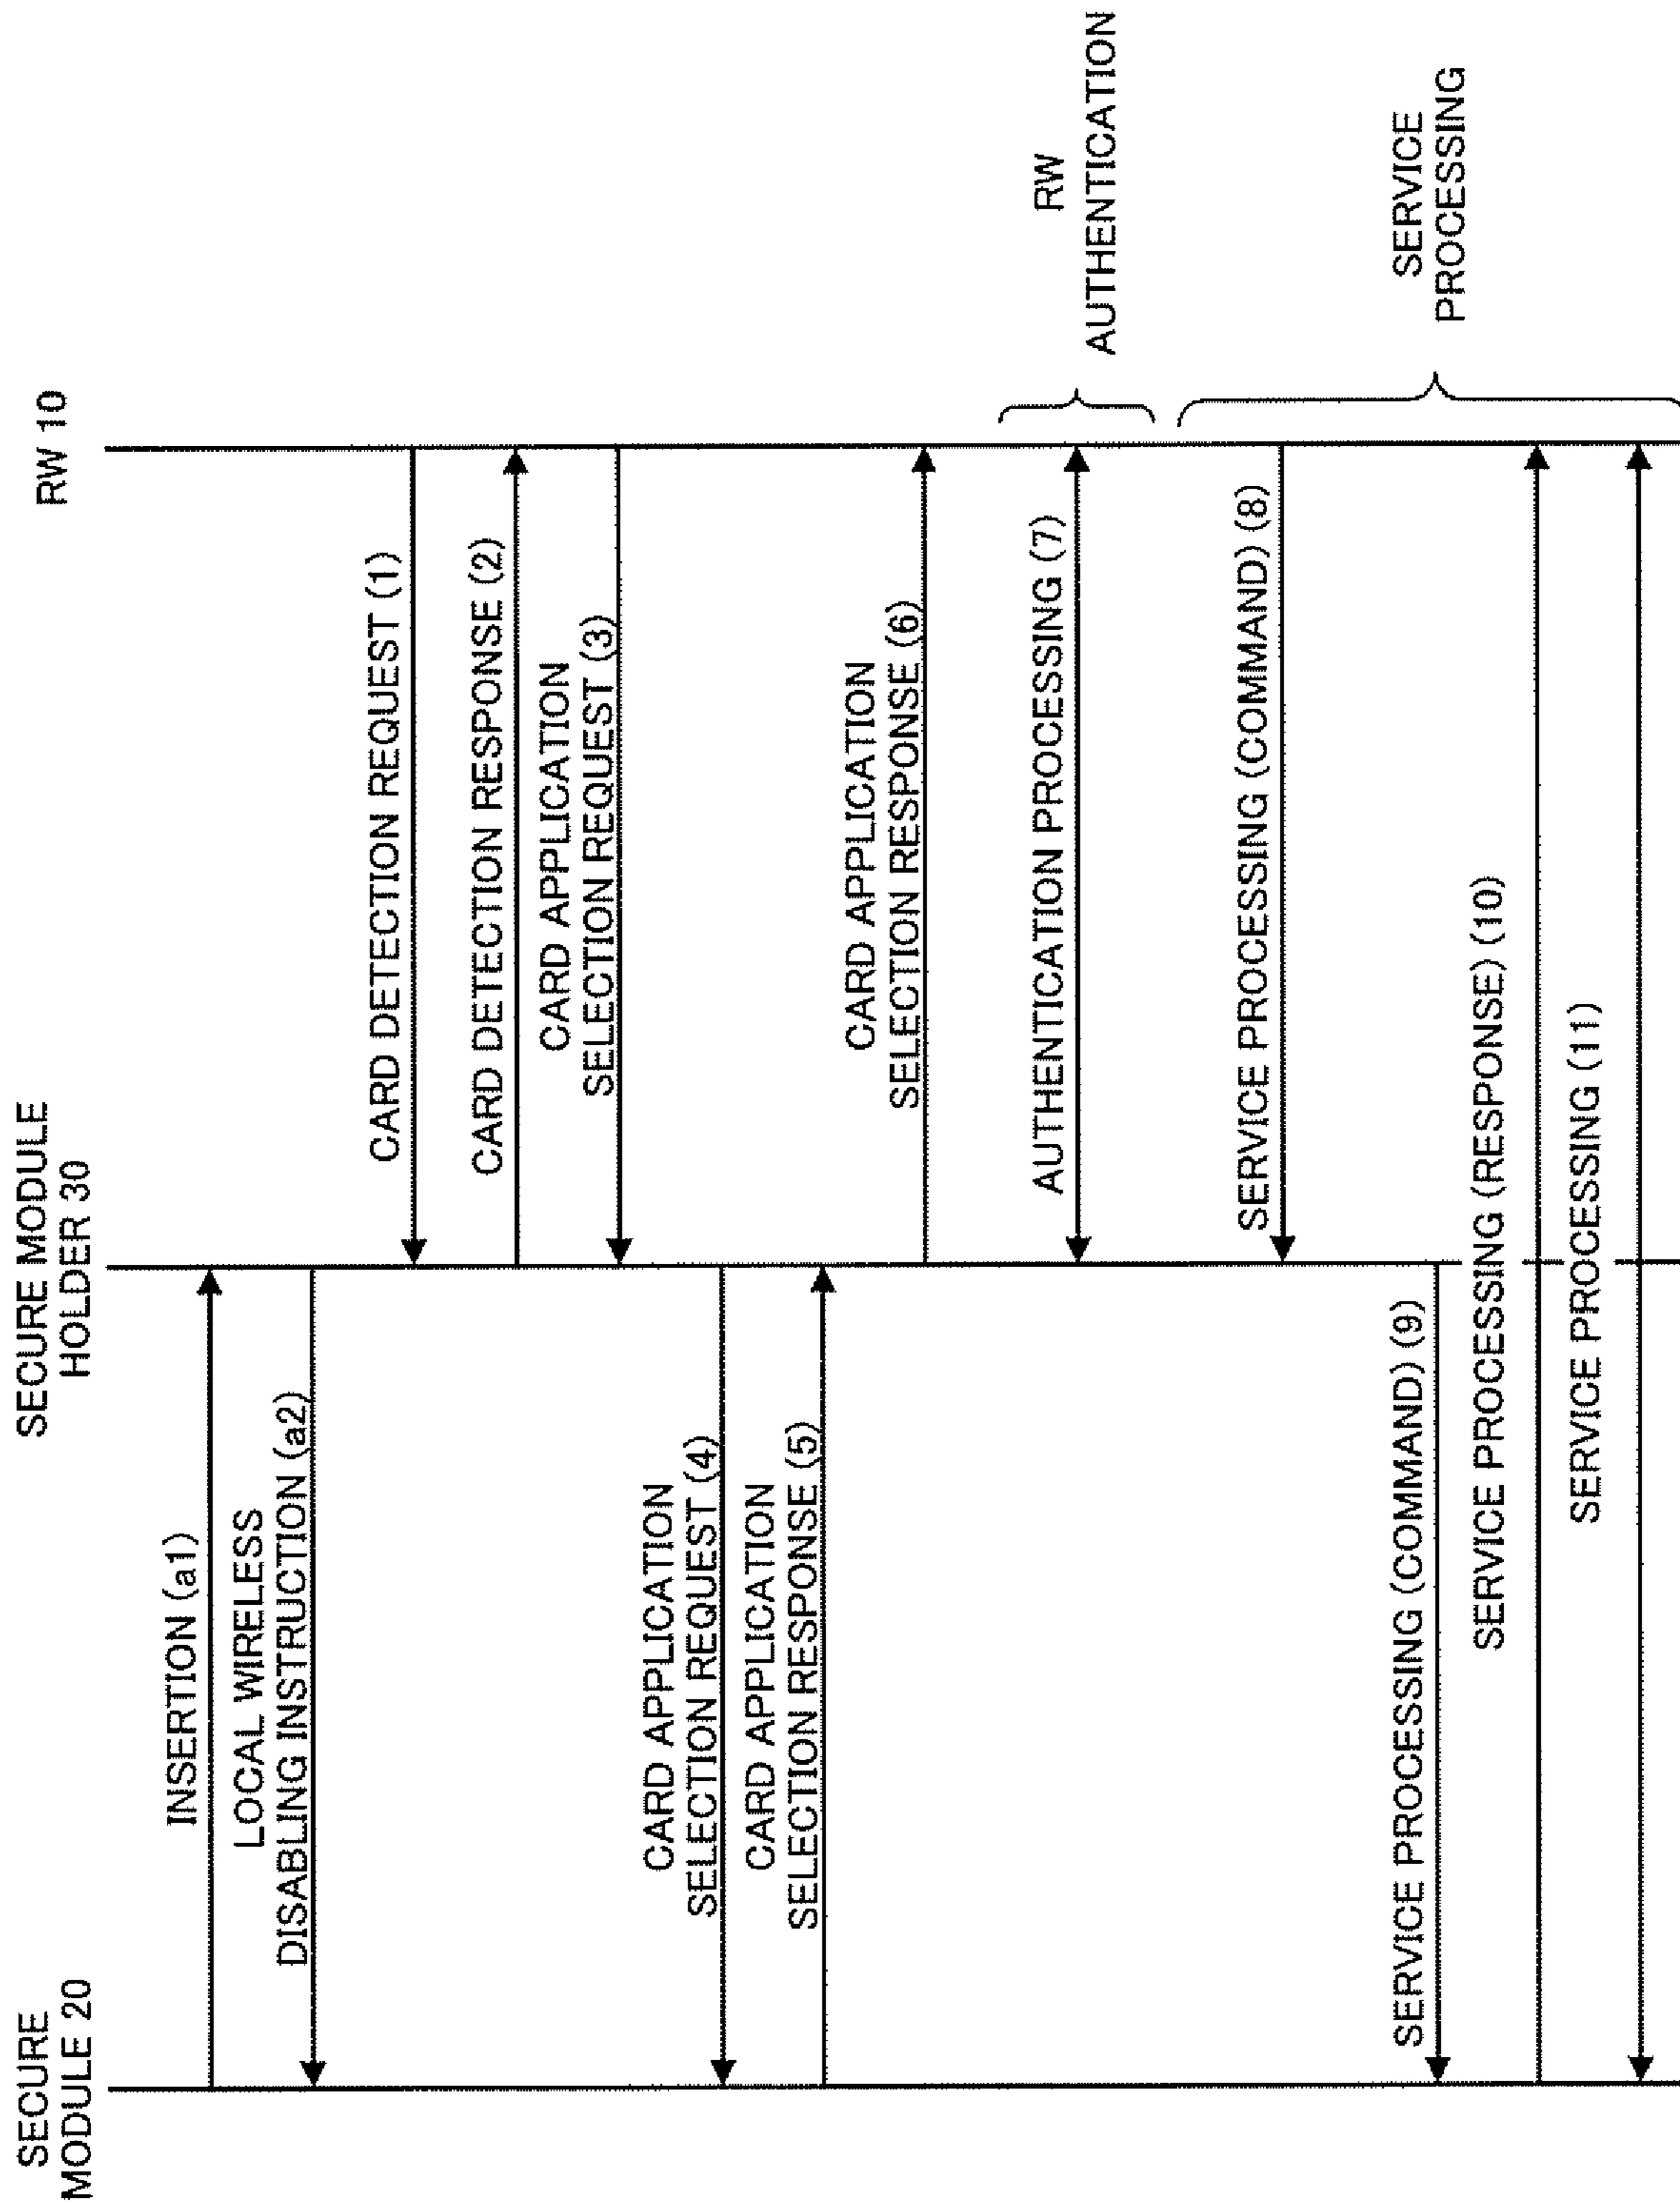 SECURE
MODULE 20
SECURE MODULE
HOLDER 30
RW 10
INSERTION (a1)
LOCAL WIRELESS
DISABLING INSTRUCTION (a2)
CARD DETECTION REQUEST (1)
CARD DETECTION RESPONSE (2)
CARD APPLICATION
SELECTION REQUEST (3)
CARD APPLICATION
SELECTION REQUEST (4)
CARD APPLICATION
SELECTION RESPONSE (5)
CARD APPLICATION
SELECTION RESPONSE (6)
AUTHENTICATION PROCESSING (7)
RW
AUTHENTICATION
SERVICE PROCESSING (COMMAND) (8)
SERVICE PROCESSING (COMMAND) (9)
SERVICE PROCESSING (RESPONSE) (10)
SERVICE PROCESSING (11)
SERVICE
PROCESSING